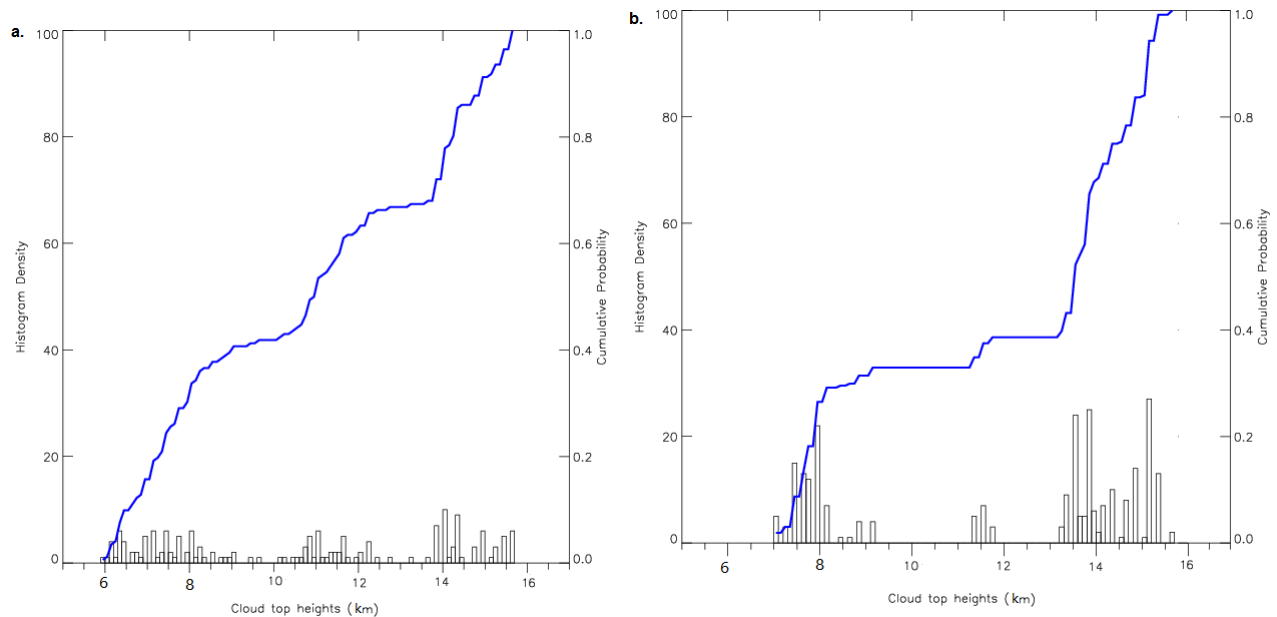 a.
100
80
60
40
20
0
Histogram Density
1.0
0.8
0.6
0.4
0.2
0.0
Cumulative Probability
6 8 10 12 14 16
Cloud top heights (km)
b.
100
80
60
40
20
0
Histogram Density
1.0
0.8
0.6
0.4
0.2
0.0
Cumulative Probability
6 8 10 12 14 16
Cloud top heights (km)